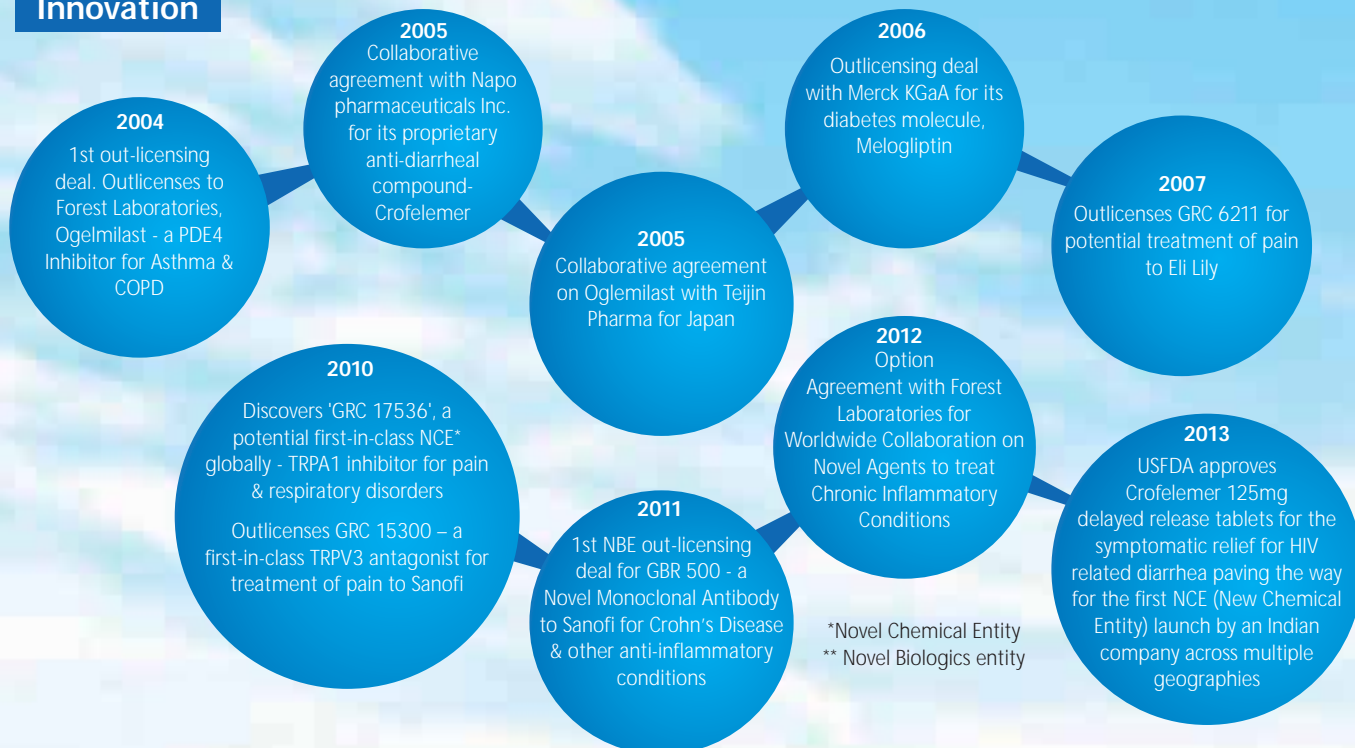 Innovation
2004
1st out-licensing
deal. Outlicenses to
Forest Laboratories,
Ogelmilast - a PDE4
Inhibitor for Asthma &
COPD
2005
Collaborative
agreement with Napo
pharmaceuticals Inc.
for its proprietary
anti-diarrheal
compound-
Crofelemer
2005
Collaborative agreement
on Oglemilast with Teijin
Pharma for Japan
2006
Outlicensing deal
with Merck KGaA for its
diabetes molecule,
Melogliptin
2007
Outlicenses GRC 6211 for
potential treatment of pain
to Eli Lily
2010
Discovers 'GRC 17536', a
potential first-in-class NCE*
globally - TRPA1 inhibitor for pain
& respiratory disorders
Outlicenses GRC 15300 – a
first-in-class TRPV3 antagonist for
treatment of pain to Sanofi
2011
1st NBE out-licensing
deal for GBR 500 - a
Novel Monoclonal Antibody
to Sanofi for Crohn's Disease
& other anti-inflammatory
conditions
2012
Option
Agreement with Forest
Laboratories for
Worldwide Collaboration on
Novel Agents to treat
Chronic Inflammatory
Conditions
2013
USFDA approves
Crofelemer 125mg
delayed release tablets for the
symptomatic relief for HIV
related diarrhea paving the way
for the first NCE (New Chemical
Entity) launch by an Indian
company across multiple
geographies
*Novel Chemical Entity
** Novel Biologics entity